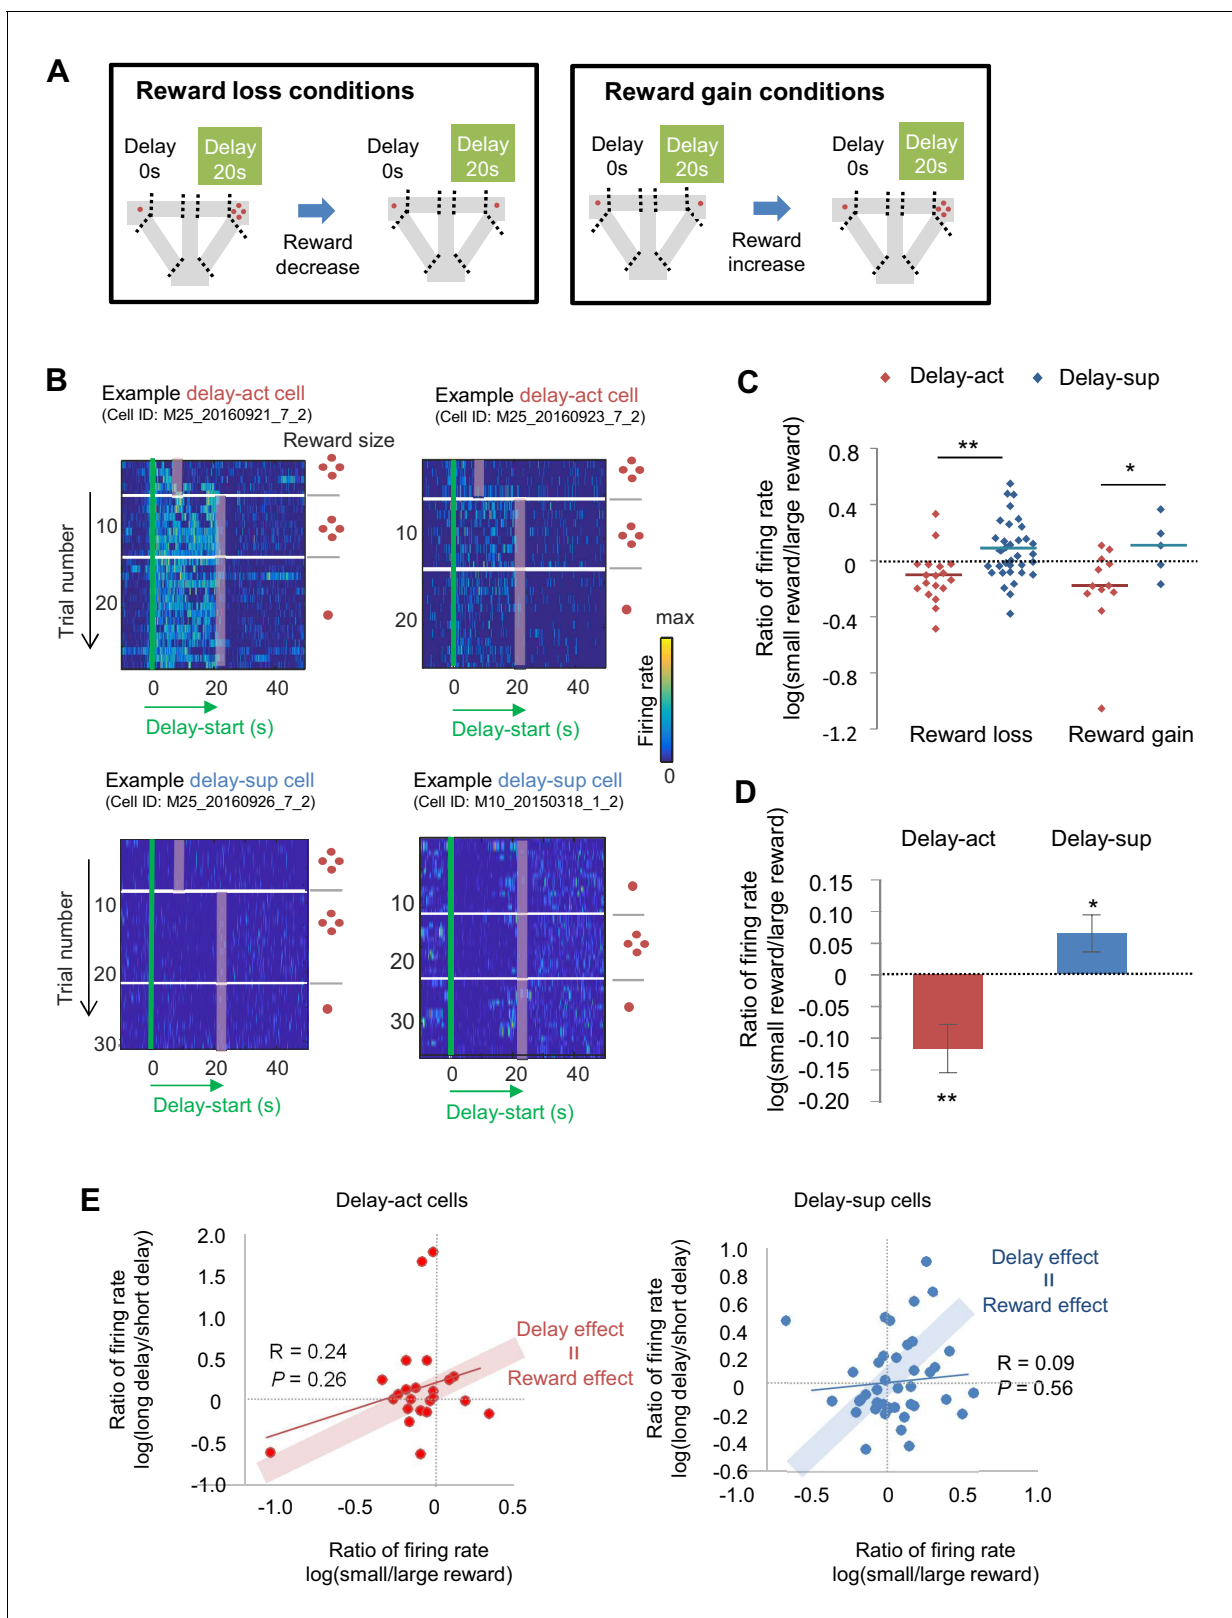 A
Reward loss conditions
Delay
0s
Delay
20s
Reward
decrease
Delay
0s
Delay
20s
Reward gain conditions
Delay
0s
Delay
20s
Reward
increase
Delay
0s
Delay
20s
B
Example delay-act cell
(Cell ID: M25_20160921_7_2)
Reward size
Trial number
10
20
0 20 40
Delay-start (s)
Example delay-act cell
(Cell ID: M25_20160923_7_2)
10
20
0 20 40
Delay-start (s)
max
Firing rate
0
Example delay-sup cell
(Cell ID: M25_20160926_7_2)
Trial number
10
20
30
0 20 40
Delay-start (s)
Example delay-sup cell
(Cell ID: M10_20150318_1_2)
10
20
30
0 20 40
Delay-start (s)
C
Delay-act Delay-sup
Ratio of firing rate
log(small reward/large reward)
0.8
0.4
0
-0.4
-0.8
-1.2
**
*
Reward loss Reward gain
D
Delay-act Delay-sup
Ratio of firing rate
log(small reward/large reward)
0.15
0.10
0.05
0
-0.05
-0.10
-0.15
-0.20
**
*
E
Delay-act cells
Ratio of firing rate
log(long delay/short delay)
2.0
1.5
1.0
0.5
0
-0.5
-1.0
R = 0.24
P = 0.26
Delay effect
=
Reward effect
-1.0 -0.5 0 0.5
Ratio of firing rate
log(small/large reward)
Delay-sup cells
Ratio of firing rate
log(long delay/short delay)
1.0
0.8
0.6
0.4
0.2
0
-0.2
-0.4
-0.6
Delay effect
=
Reward effect
R = 0.09
P = 0.56
-1.0 -0.5 0 0.5 1.0
Ratio of firing rate
log(small/large reward)